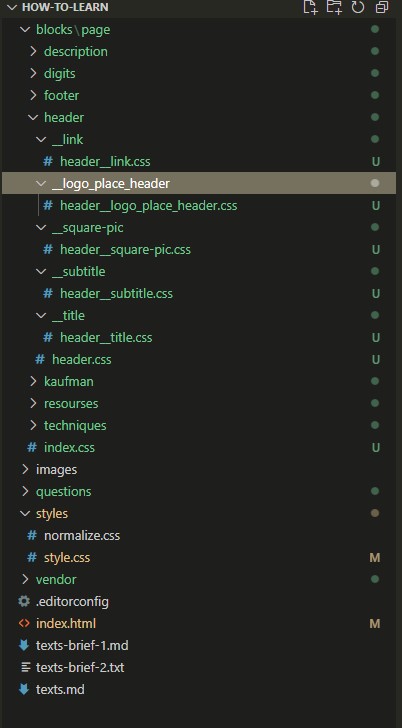 HOW-TO-LEARN
blocks\page
description
digits
footer
header
__link
# header__link.css U
__logo_place_header
# header__logo_place_header.css U
__square-pic
# header__square-pic.css U
__subtitle
# header__subtitle.css U
__title
# header__title.css U
# header.css U
kaufman
resourses
techniques
# index.css U
images
questions
styles
# normalize.css
# style.css M
vendor
.editorconfig
<> index.html M
texts-brief-1.md
texts-brief-2.txt
texts.md